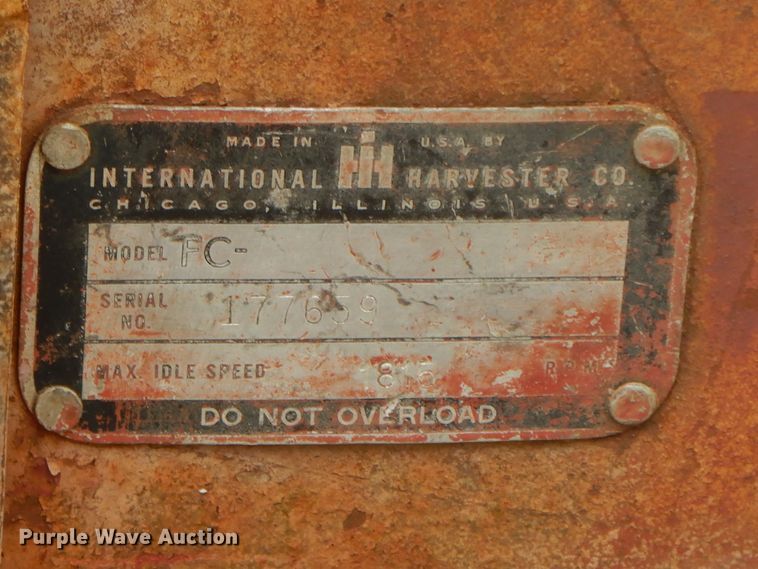 MADE IN U.S.A. BY
INTERNATIONAL IH HARVESTER CO.
CHICAGO, ILLINOIS U.S.A.
MODEL FC-
SERIAL NO. 177659
MAX. IDLE SPEED R.P.M.
DO NOT OVERLOAD
Purple Wave Auction